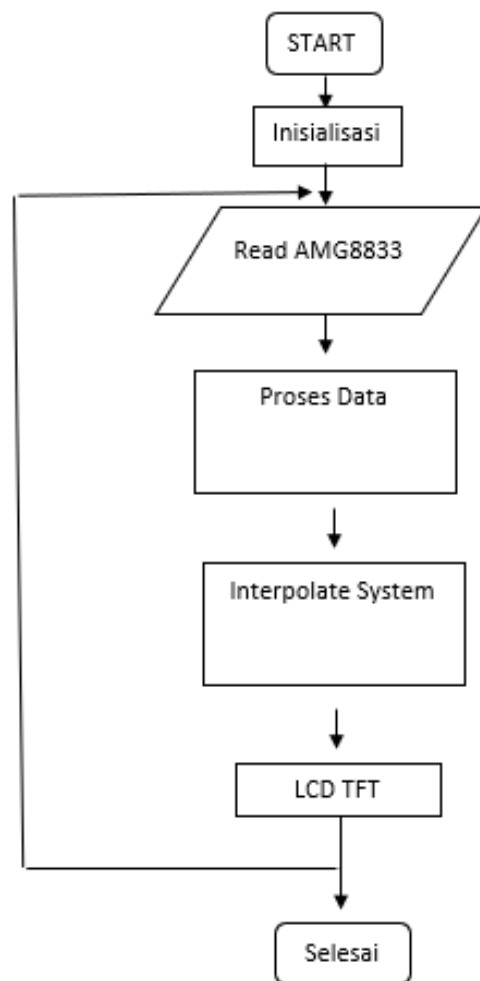 START
Inisialisasi
Read AMG8833
Proses Data
Interpolate System
LCD TFT
Selesai